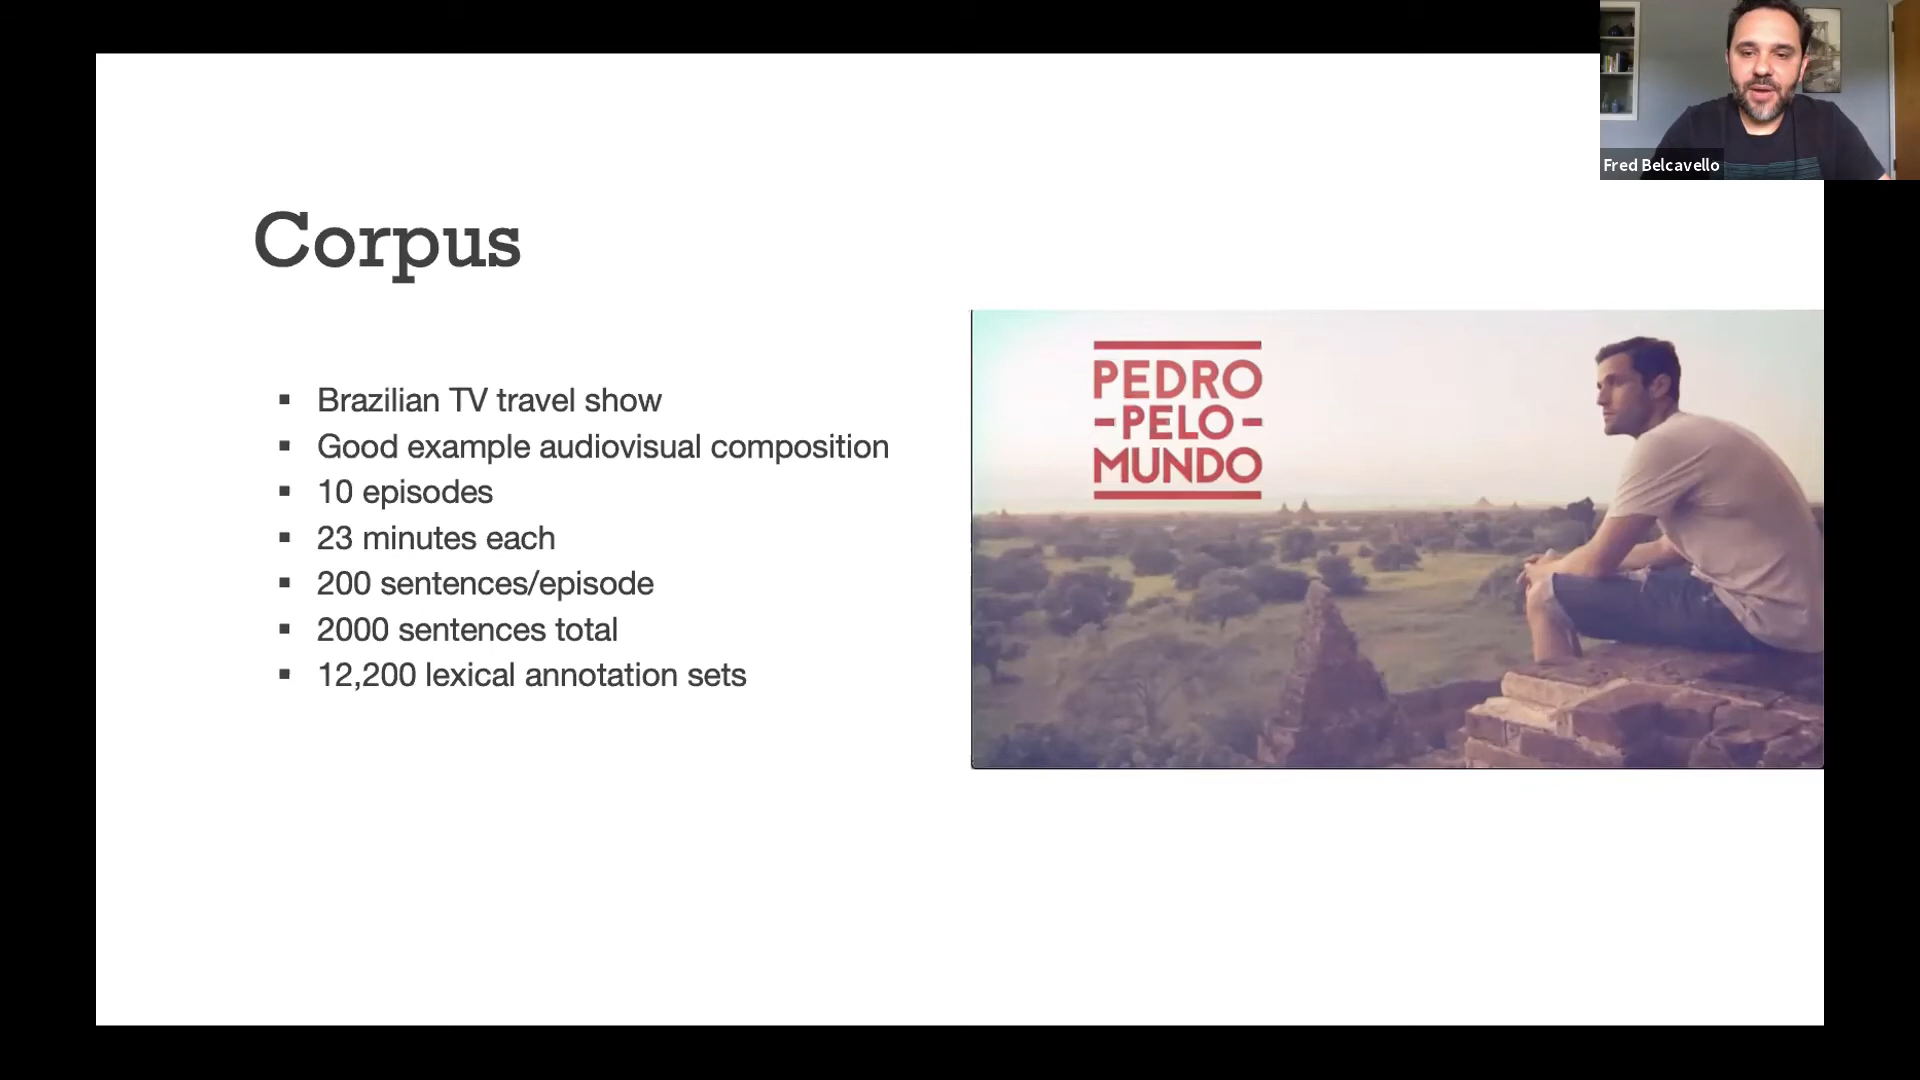 Fred Belcavello
Corpus
▪ Brazilian TV travel show
▪ Good example audiovisual composition
▪ 10 episodes
▪ 23 minutes each
▪ 200 sentences/episode
▪ 2000 sentences total
▪ 12,200 lexical annotation sets
PEDRO
-PELO-
MUNDO